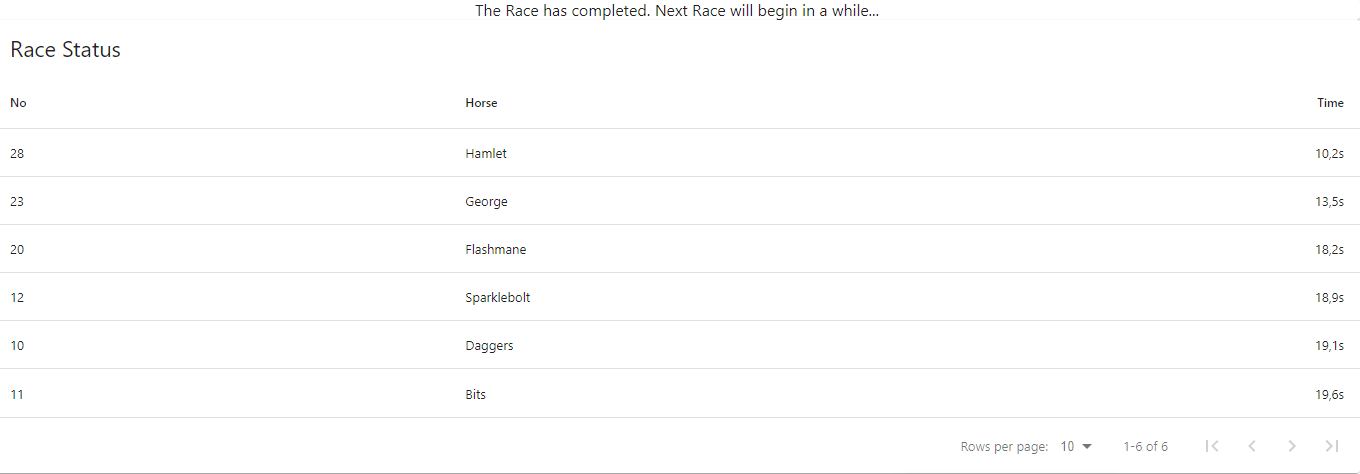 The Race has completed. Next Race will begin in a while...
Race Status
No Horse Time
28 Hamlet 10,2s
23 George 13,5s
20 Flashmane 18,2s
12 Sparklebolt 18,9s
10 Daggers 19,1s
11 Bits 19,6s
Rows per page: 10 1-6 of 6